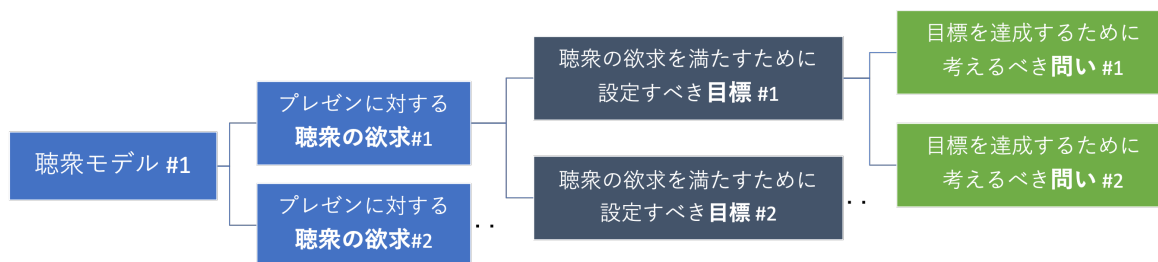 聴衆モデル #1
プレゼンに対する
聴衆の欲求#1
プレゼンに対する
聴衆の欲求#2
. .
聴衆の欲求を満たすために
設定すべき目標 #1
聴衆の欲求を満たすために
設定すべき目標 #2
. .
目標を達成するために
考えるべき問い #1
目標を達成するために
考えるべき問い #2